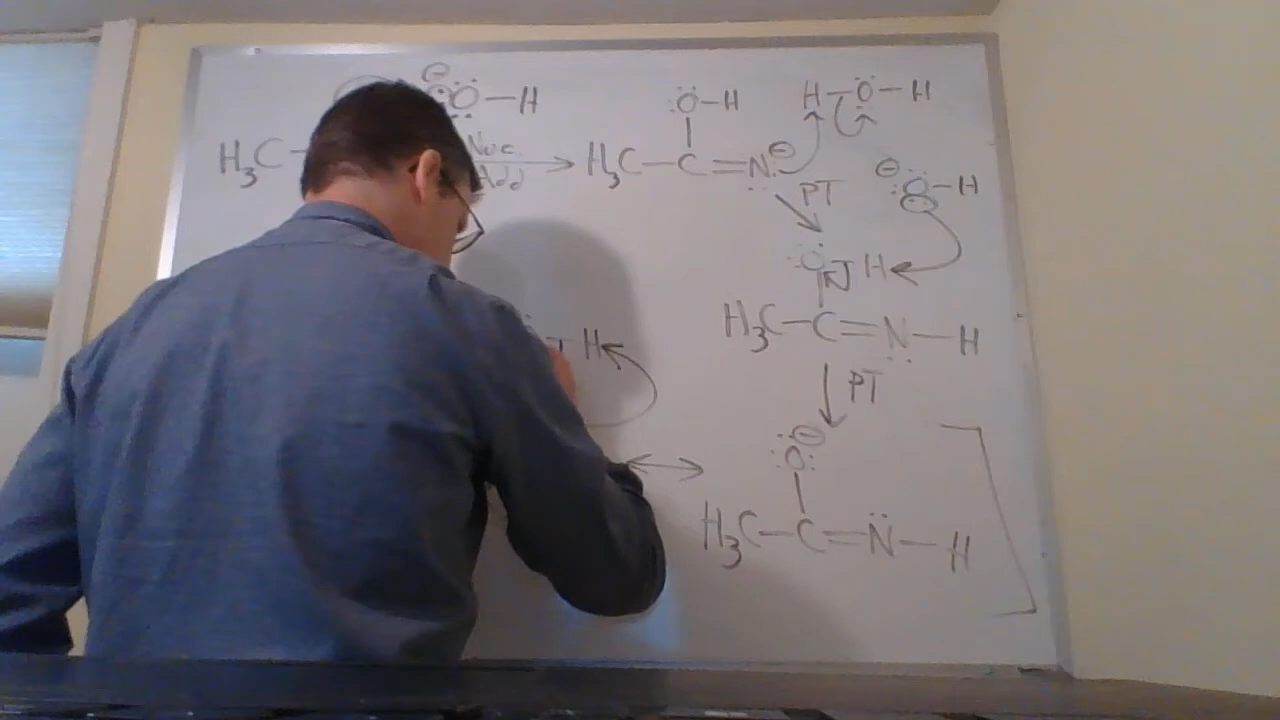 ⊖
:Ö–H
:Ö–H
H–Ö–H
H₃C–
Nuc.
Add
H₃C–C=N:⊖
PT
⊖:Ö–H
:Ö H
H₃C–C=N–H
H
PT
:Ö:⊖
H₃C–C=N̈–H